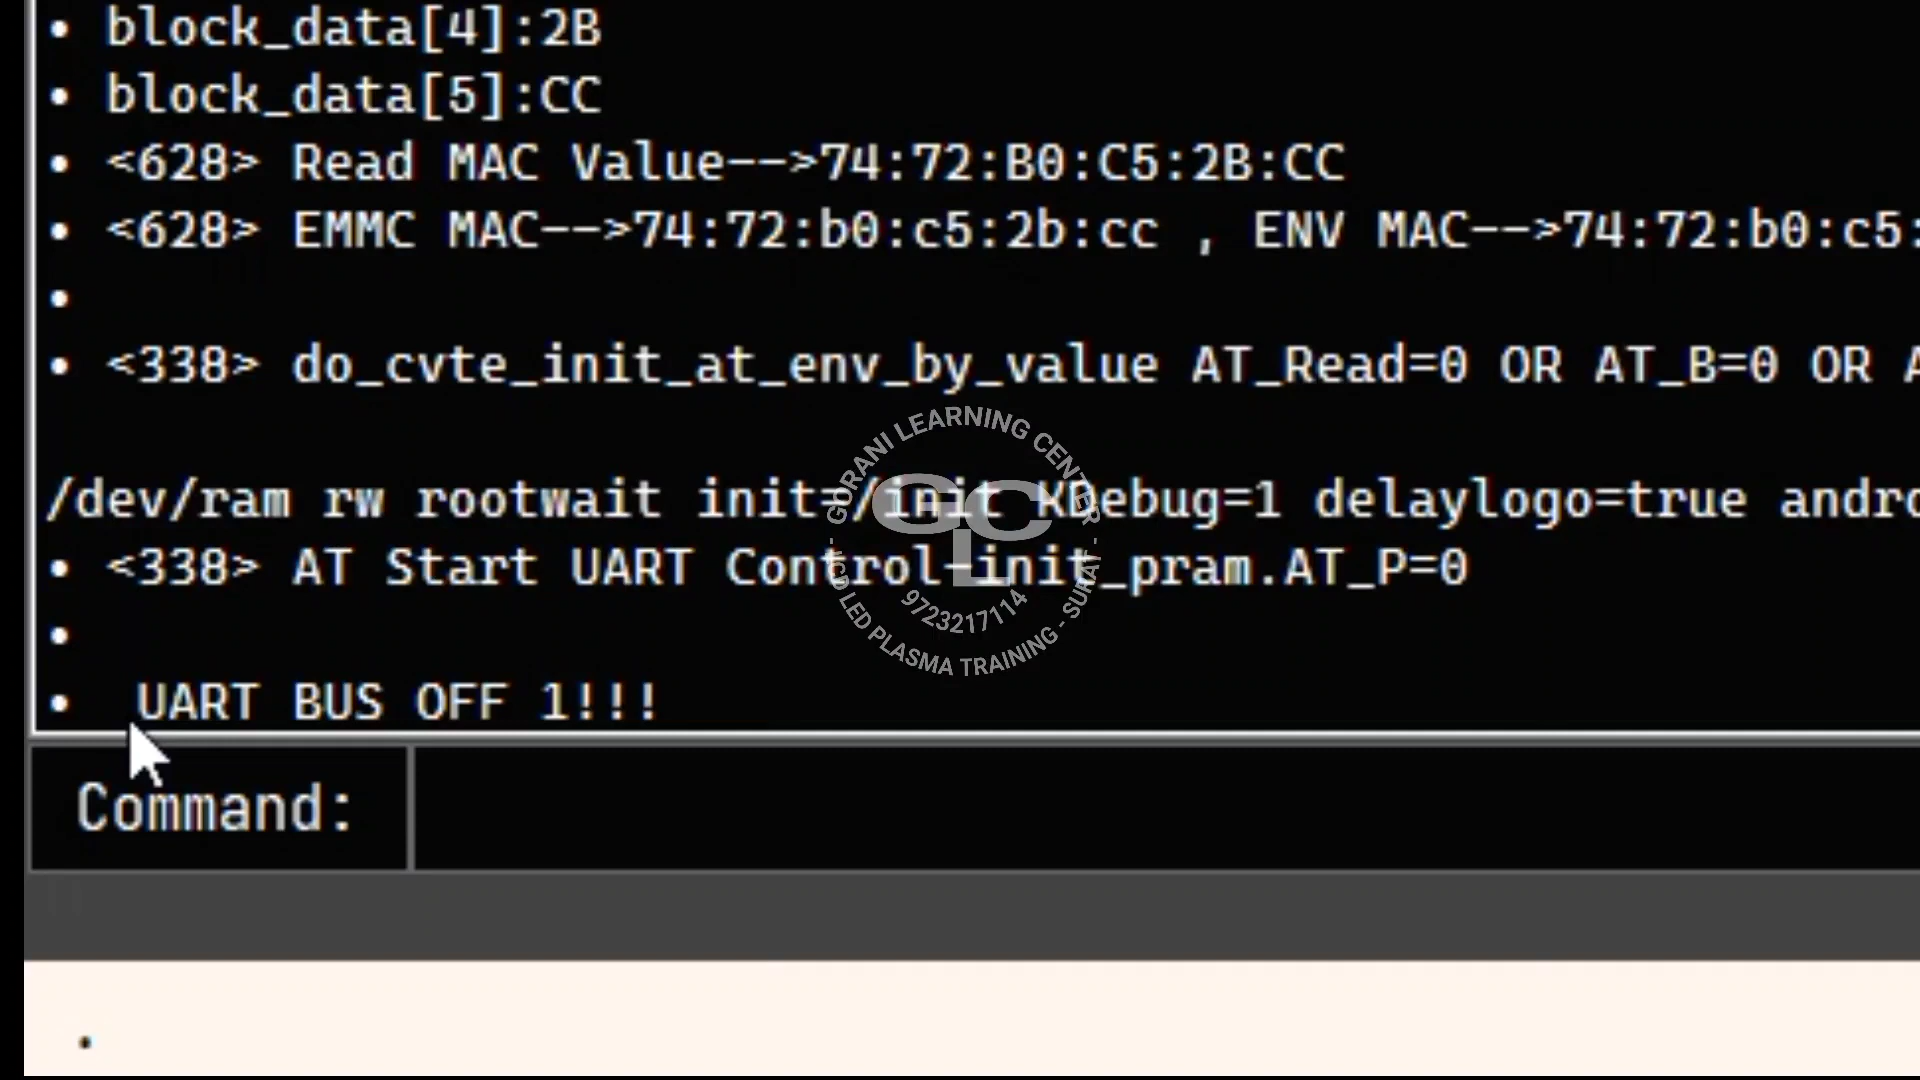 • block_data[4]:2B
• block_data[5]:CC
• <628> Read MAC Value-->74:72:B0:C5:2B:CC
• <628> EMMC MAC-->74:72:b0:c5:2b:cc , ENV MAC-->74:72:b0:c5:
•
• <338> do_cvte_init_at_env_by_value AT_Read=0 OR AT_B=0 OR A
/dev/ram rw rootwait init=/init KDebug=1 delaylogo=true andro
• <338> AT Start UART Control-init_pram.AT_P=0
•
• UART BUS OFF 1!!!
Command:
GORANI LEARNING CENTER
GLC
9723217114
- LCD LED PLASMA TRAINING - SURAT -